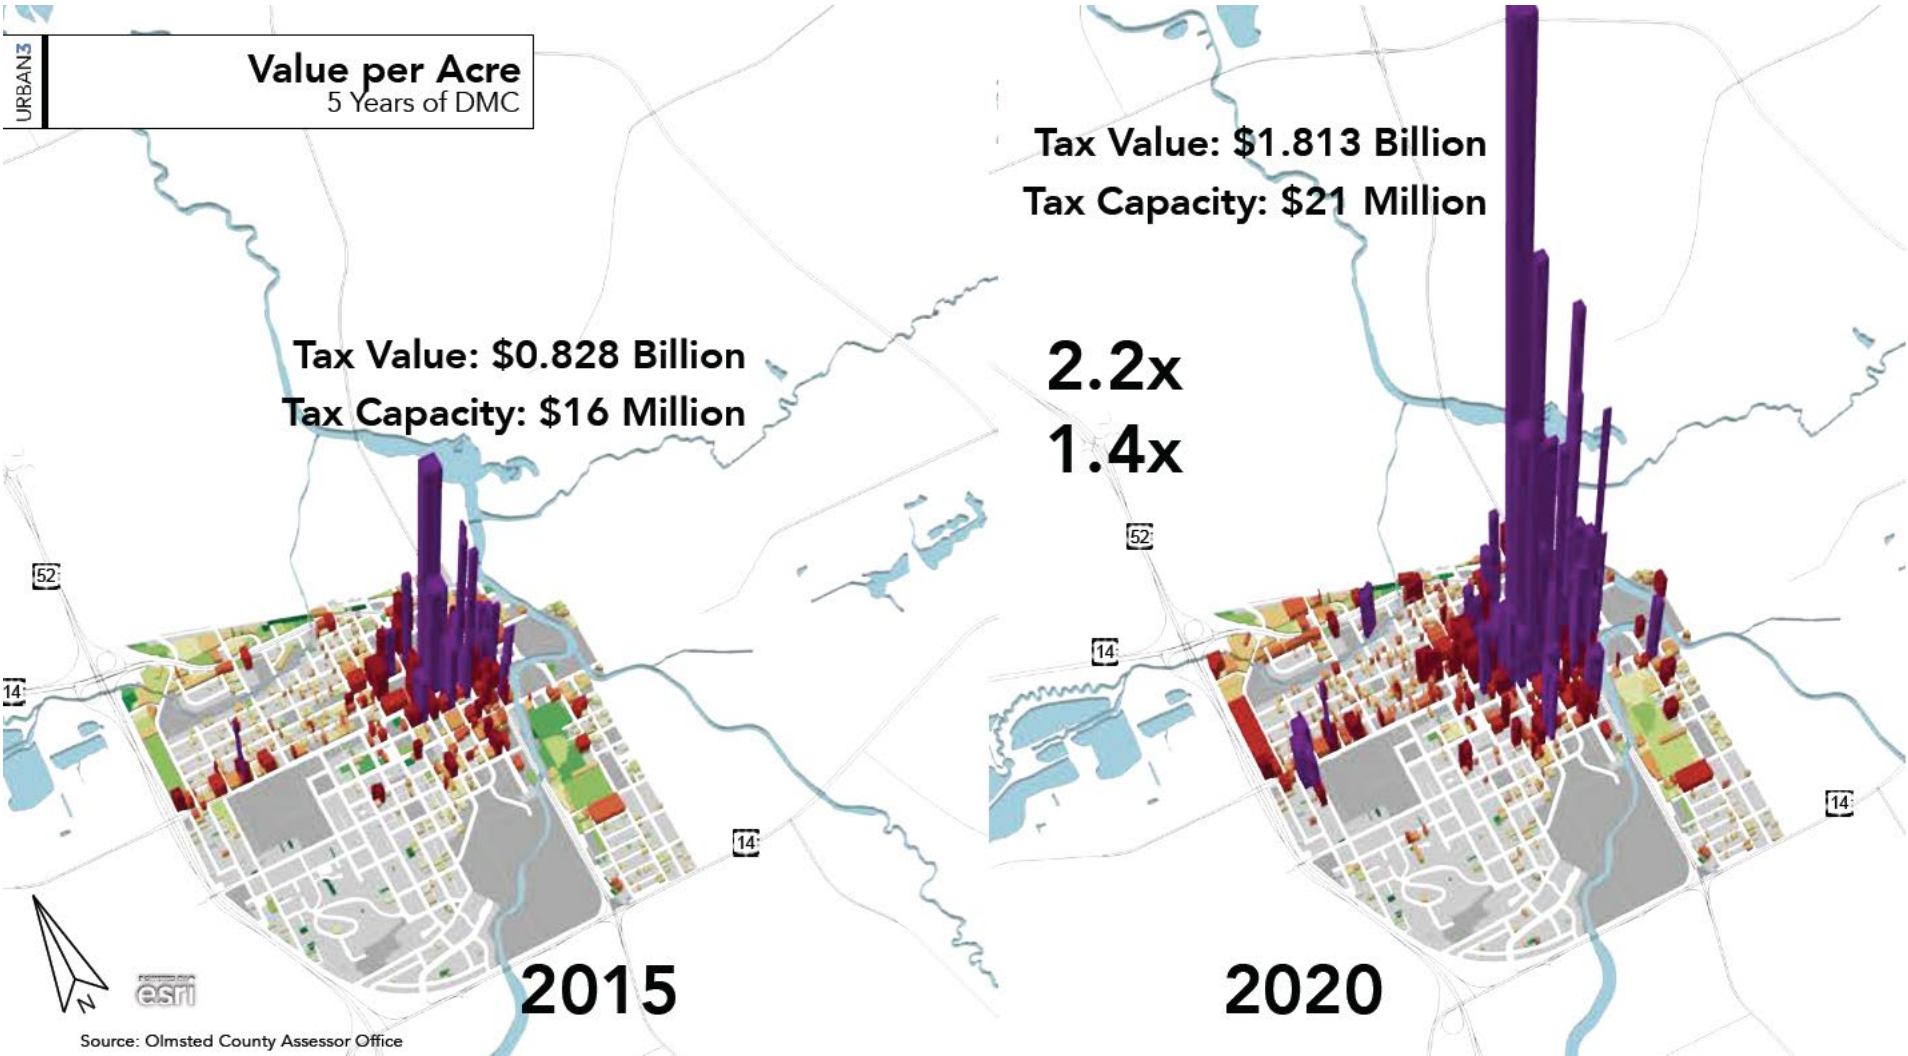 URBAN3
Value per Acre
5 Years of DMC
Tax Value: $0.828 Billion
Tax Capacity: $16 Million
52
14
14
N
POWERED BY
esri
2015
Source: Olmsted County Assessor Office
Tax Value: $1.813 Billion
Tax Capacity: $21 Million
2.2x
1.4x
52
14
14
2020